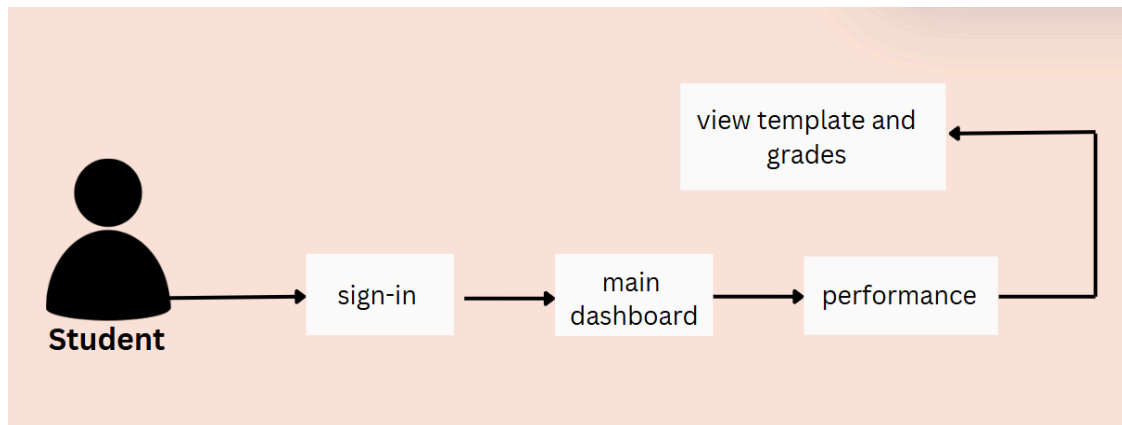 view template and
grades
sign-in
main
dashboard
performance
Student